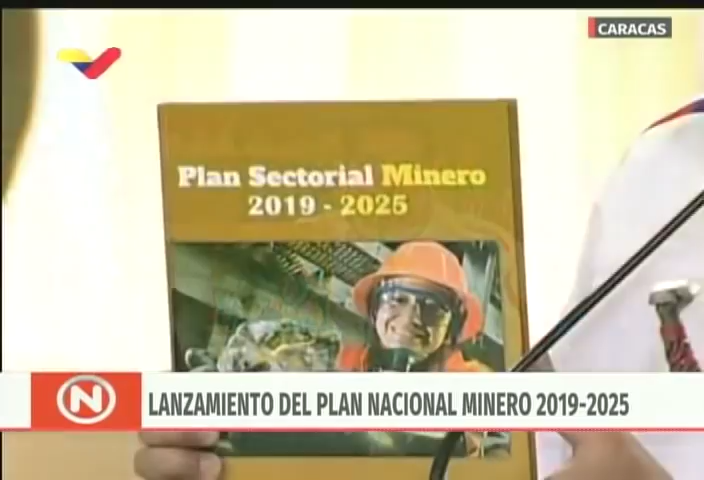 CARACAS
Plan Sectorial Minero
2019 - 2025
N
LANZAMIENTO DEL PLAN NACIONAL MINERO 2019-2025